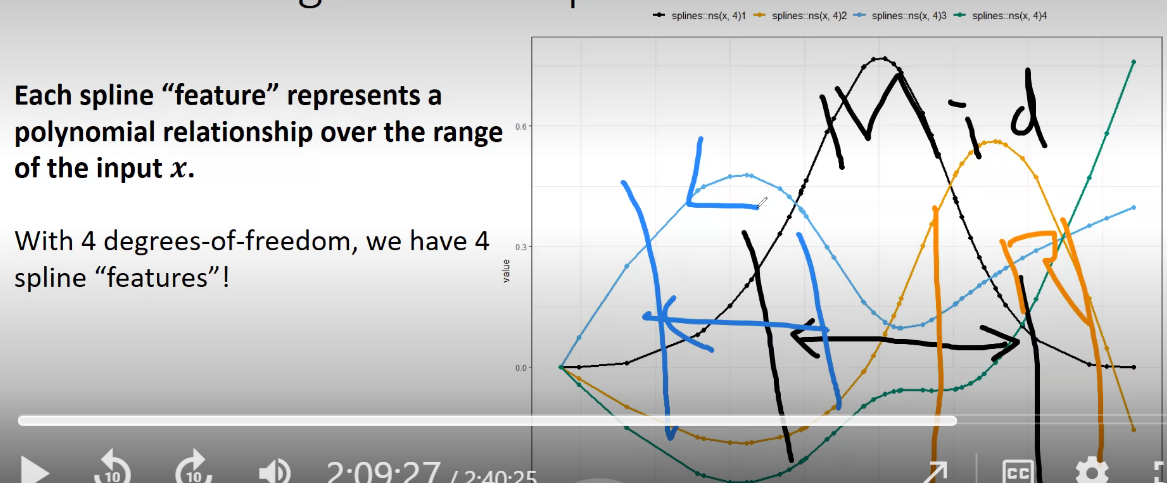 splines::ns(x, 4)1 splines::ns(x, 4)2 splines::ns(x, 4)3 splines::ns(x, 4)4
Each spline “feature” represents a
polynomial relationship over the range
of the input x.
With 4 degrees-of-freedom, we have 4
spline “features”!
0.6
0.3
0.0
value
M i d
L
R
10
10
2:09:27 / 2:40:25
CC